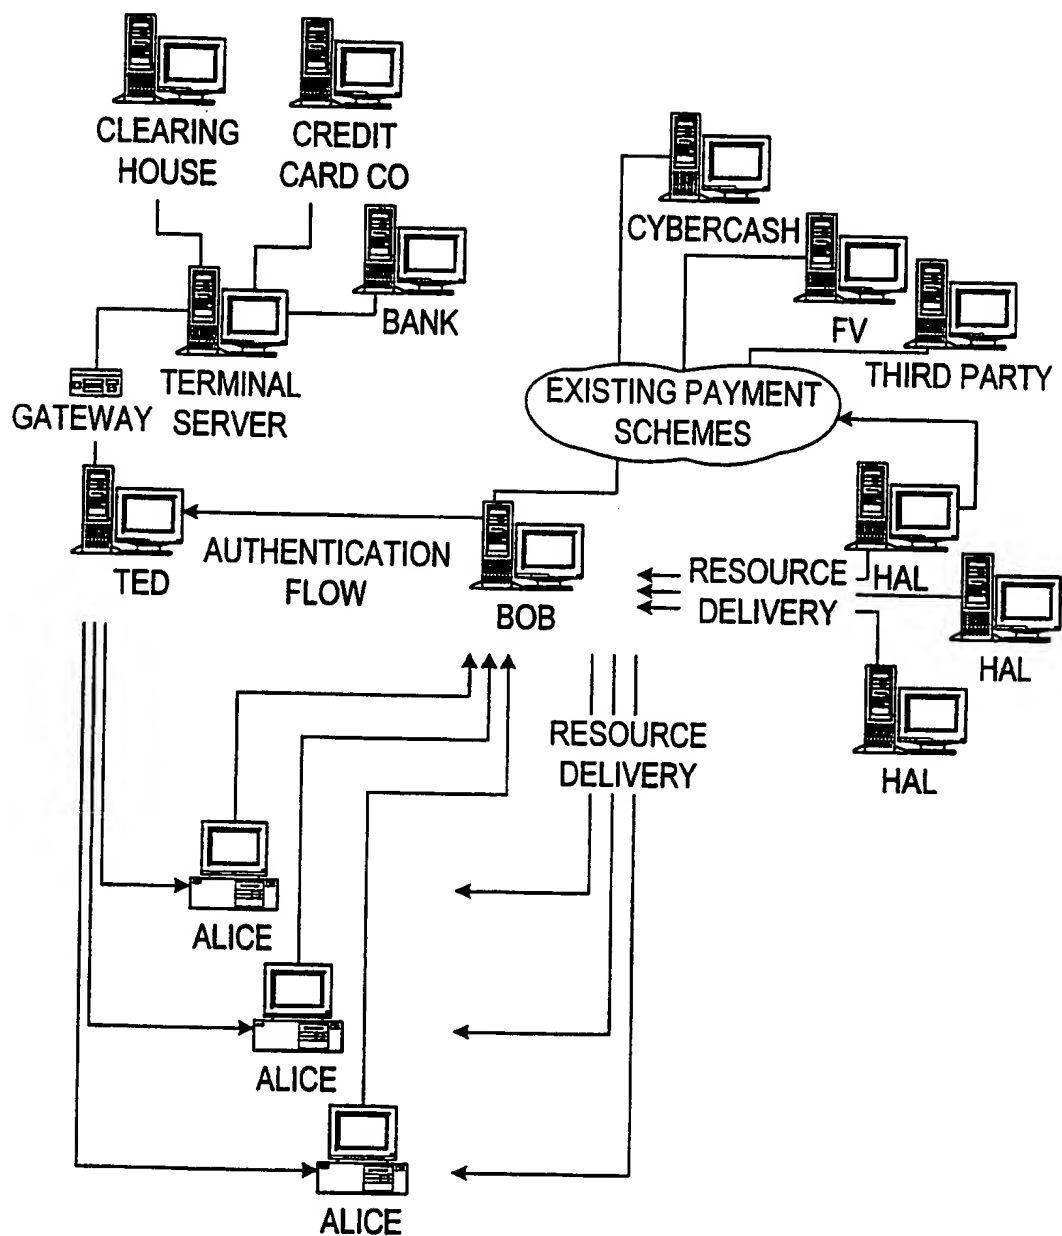 CLEARING
HOUSE
CREDIT
CARD CO
CYBERCASH
BANK
FV
THIRD PARTY
TERMINAL
SERVER
GATEWAY
EXISTING PAYMENT
SCHEMES
TED
AUTHENTICATION
FLOW
BOB
RESOURCE
DELIVERY
HAL
HAL
HAL
RESOURCE
DELIVERY
ALICE
ALICE
ALICE